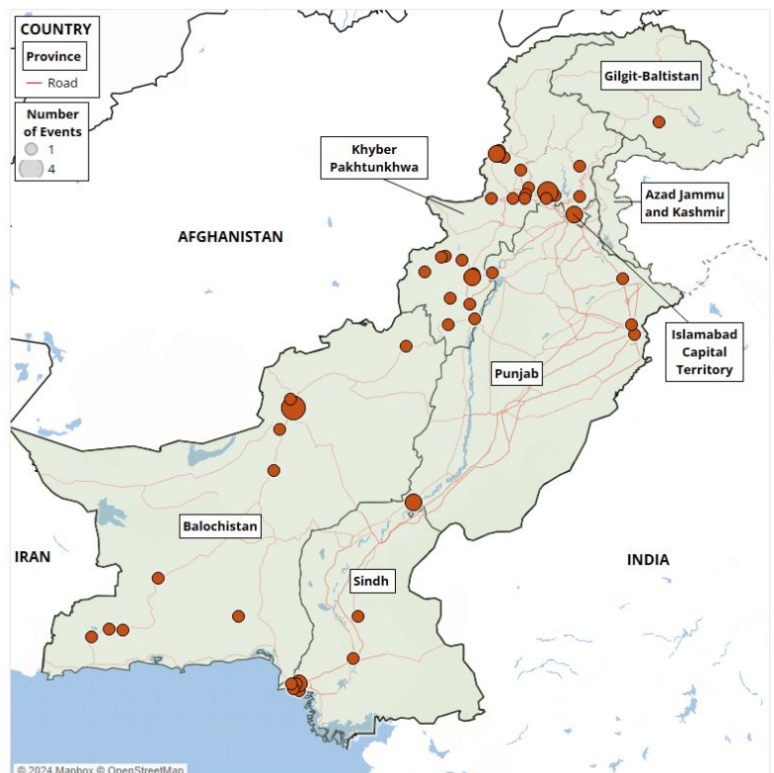 COUNTRY
Province
Road
Number
of Events
1
4
Gilgit-Baltistan
Khyber
Pakhtunkhwa
Azad Jammu
and Kashmir
AFGHANISTAN
Islamabad
Capital
Territory
Punjab
Balochistan
IRAN
INDIA
Sindh
© 2024 Mapbox © OpenStreetMap